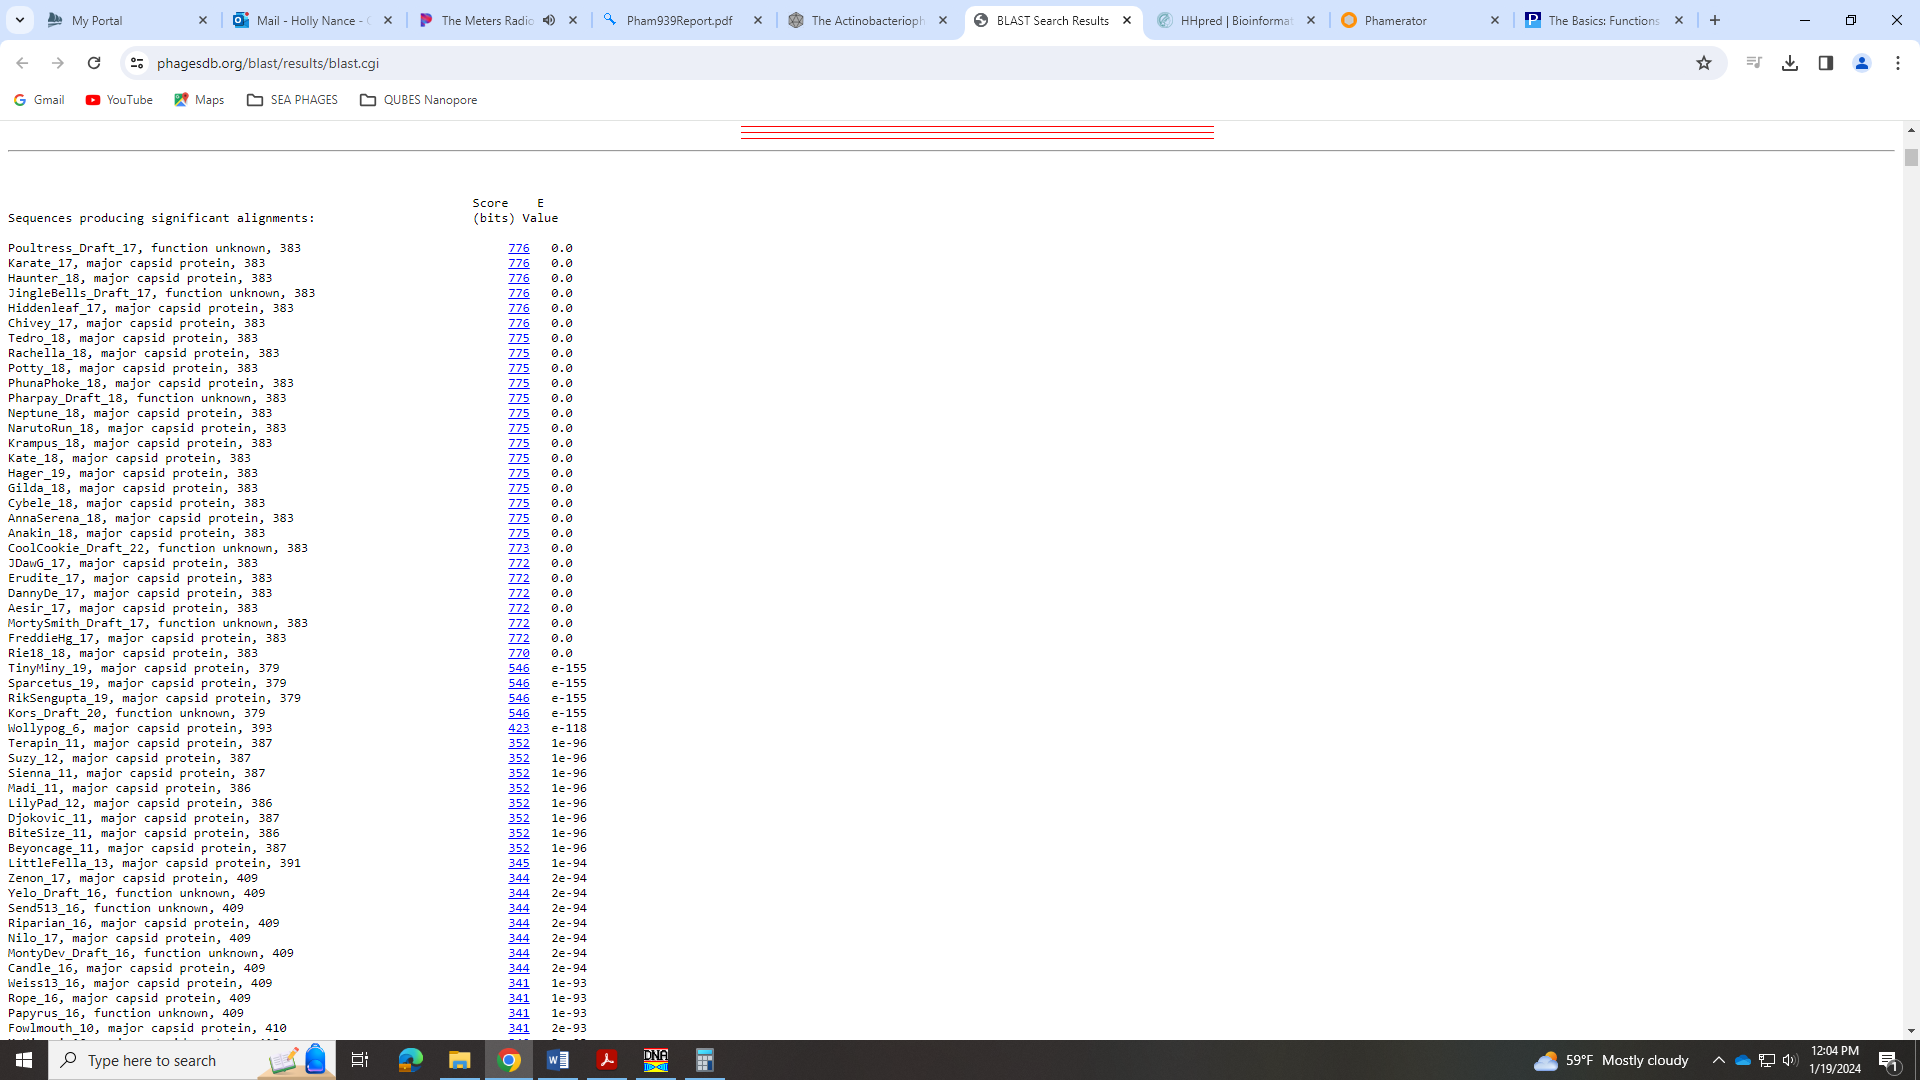 My Portal
Mail - Holly Nance - C
The Meters Radio
Pham939Report.pdf
The Actinobacterioph
BLAST Search Results
HHpred | Bioinformat
Phamerator
The Basics: Functions
phagesdb.org/blast/results/blast.cgi
Gmail
YouTube
Maps
SEA PHAGES
QUBES Nanopore
Score E
Sequences producing significant alignments: (bits) Value
Poultress_Draft_17, function unknown, 383 776 0.0
Karate_17, major capsid protein, 383 776 0.0
Haunter_18, major capsid protein, 383 776 0.0
JingleBells_Draft_17, function unknown, 383 776 0.0
Hiddenleaf_17, major capsid protein, 383 776 0.0
Chivey_17, major capsid protein, 383 776 0.0
Tedro_18, major capsid protein, 383 775 0.0
Rachella_18, major capsid protein, 383 775 0.0
Potty_18, major capsid protein, 383 775 0.0
PhunaPhoke_18, major capsid protein, 383 775 0.0
Pharpay_Draft_18, function unknown, 383 775 0.0
Neptune_18, major capsid protein, 383 775 0.0
NarutoRun_18, major capsid protein, 383 775 0.0
Krampus_18, major capsid protein, 383 775 0.0
Kate_18, major capsid protein, 383 775 0.0
Hager_19, major capsid protein, 383 775 0.0
Gilda_18, major capsid protein, 383 775 0.0
Cybele_18, major capsid protein, 383 775 0.0
AnnaSerena_18, major capsid protein, 383 775 0.0
Anakin_18, major capsid protein, 383 775 0.0
CoolCookie_Draft_22, function unknown, 383 773 0.0
JDawG_17, major capsid protein, 383 772 0.0
Erudite_17, major capsid protein, 383 772 0.0
DannyDe_17, major capsid protein, 383 772 0.0
Aesir_17, major capsid protein, 383 772 0.0
MortySmith_Draft_17, function unknown, 383 772 0.0
FreddieHg_17, major capsid protein, 383 772 0.0
Rie18_18, major capsid protein, 383 770 0.0
TinyMiny_19, major capsid protein, 379 546 e-155
Sparcetus_19, major capsid protein, 379 546 e-155
RikSengupta_19, major capsid protein, 379 546 e-155
Kors_Draft_20, function unknown, 379 546 e-155
Wollypog_6, major capsid protein, 393 423 e-118
Terapin_11, major capsid protein, 387 352 1e-96
Suzy_12, major capsid protein, 387 352 1e-96
Sienna_11, major capsid protein, 387 352 1e-96
Madi_11, major capsid protein, 386 352 1e-96
LilyPad_12, major capsid protein, 386 352 1e-96
Djokovic_11, major capsid protein, 387 352 1e-96
BiteSize_11, major capsid protein, 386 352 1e-96
Beyoncage_11, major capsid protein, 387 352 1e-96
LittleFella_13, major capsid protein, 391 345 1e-94
Zenon_17, major capsid protein, 409 344 2e-94
Yelo_Draft_16, function unknown, 409 344 2e-94
Send513_16, function unknown, 409 344 2e-94
Riparian_16, major capsid protein, 409 344 2e-94
Nilo_17, major capsid protein, 409 344 2e-94
MontyDev_Draft_16, function unknown, 409 344 2e-94
Candle_16, major capsid protein, 409 344 2e-94
Weiss13_16, major capsid protein, 409 341 1e-93
Rope_16, major capsid protein, 409 341 1e-93
Papyrus_16, function unknown, 409 341 1e-93
Fowlmouth_10, major capsid protein, 410 341 2e-93
Type here to search
DNA
59°F Mostly cloudy
12:04 PM
1/19/2024
1